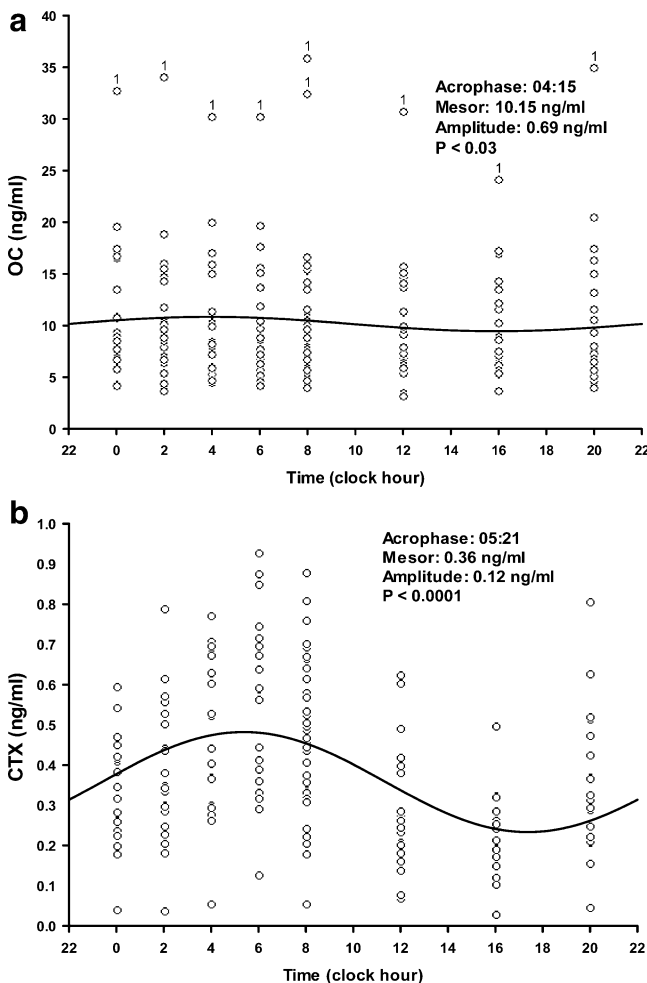 a
40
35
30
25
20
15
10
5
0
OC (ng/ml)
1
1
1
1
1
1
1
1
1
Acrophase: 04:15
Mesor: 10.15 ng/ml
Amplitude: 0.69 ng/ml
P < 0.03
22 0 2 4 6 8 10 12 14 16 18 20 22
Time (clock hour)
b
1.0
0.9
0.8
0.7
0.6
0.5
0.4
0.3
0.2
0.1
0.0
CTX (ng/ml)
Acrophase: 05:21
Mesor: 0.36 ng/ml
Amplitude: 0.12 ng/ml
P < 0.0001
22 0 2 4 6 8 10 12 14 16 18 20 22
Time (clock hour)